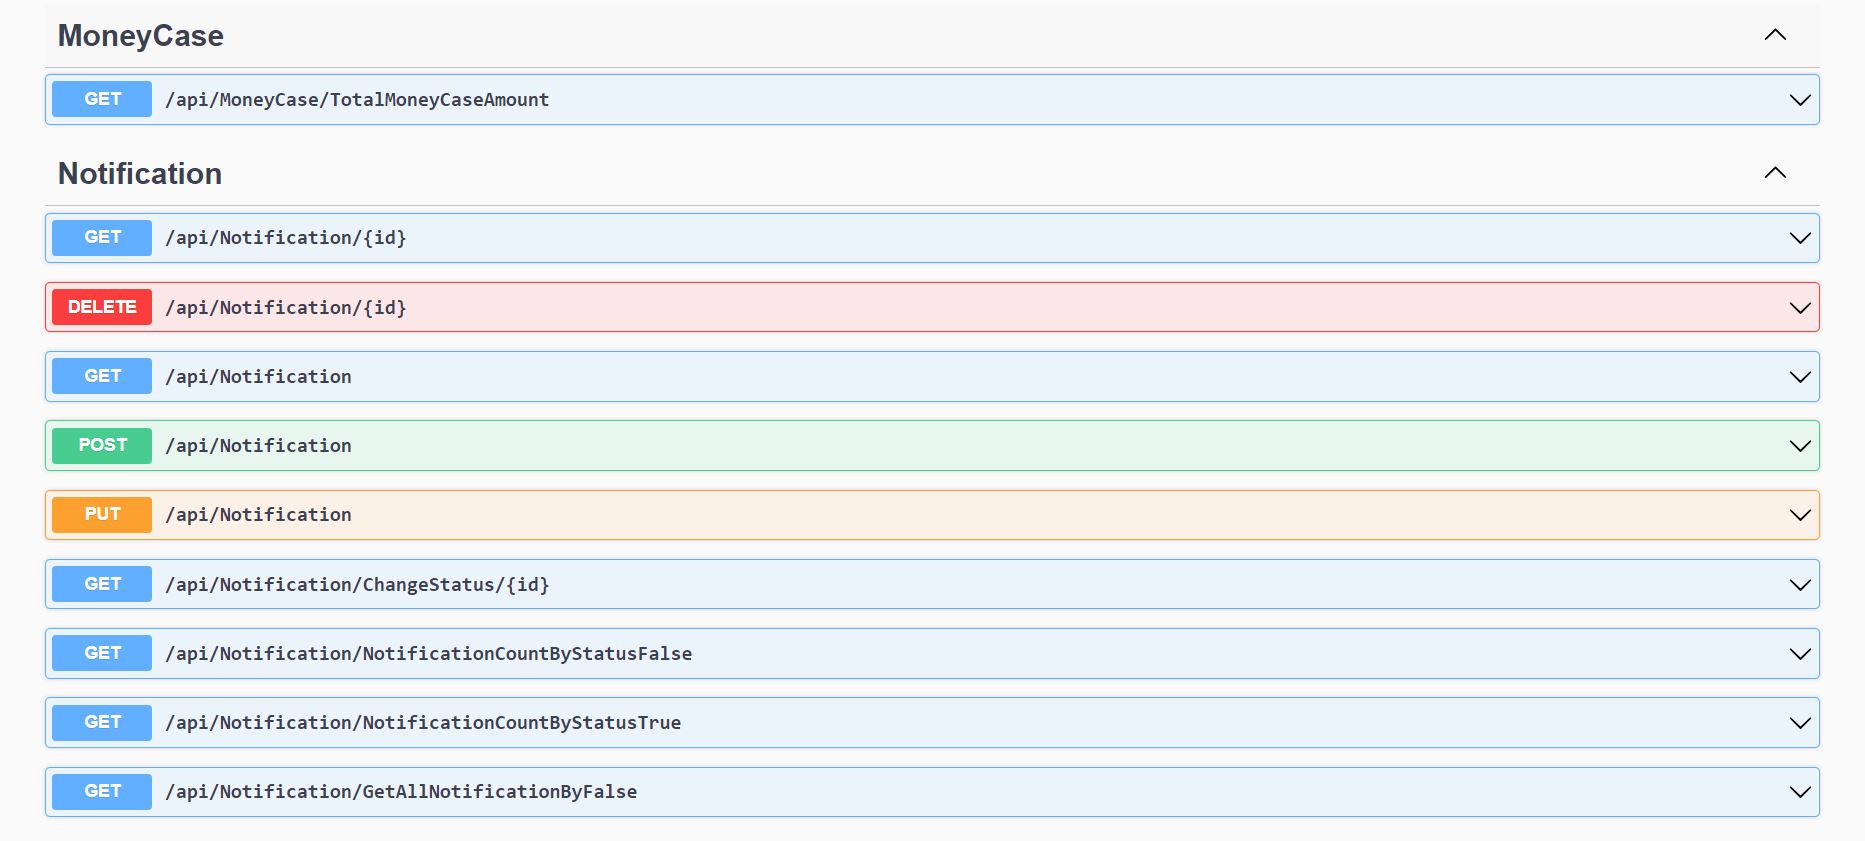 MoneyCase
GET /api/MoneyCase/TotalMoneyCaseAmount
Notification
GET /api/Notification/{id}
DELETE /api/Notification/{id}
GET /api/Notification
POST /api/Notification
PUT /api/Notification
GET /api/Notification/ChangeStatus/{id}
GET /api/Notification/NotificationCountByStatusFalse
GET /api/Notification/NotificationCountByStatusTrue
GET /api/Notification/GetAllNotificationByFalse